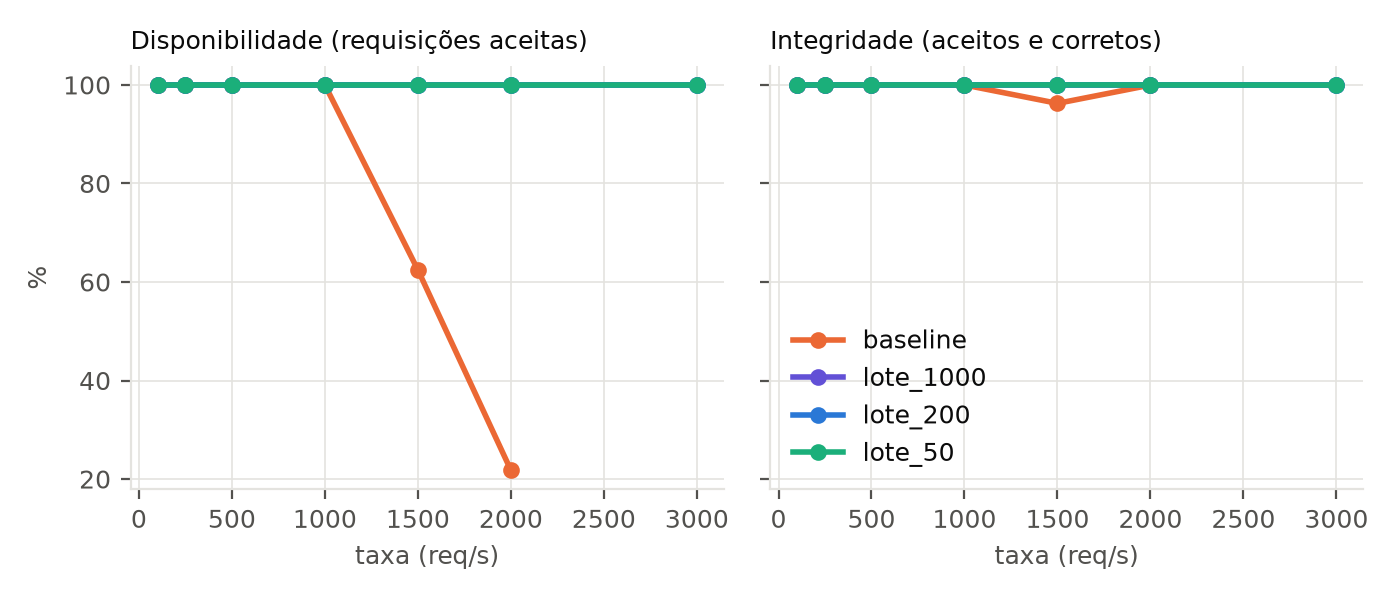 Disponibilidade (requisições aceitas)
100
80
60
40
20
%
0 500 1000 1500 2000 2500 3000
taxa (req/s)
Integridade (aceitos e corretos)
baseline
lote_1000
lote_200
lote_50
0 500 1000 1500 2000 2500 3000
taxa (req/s)